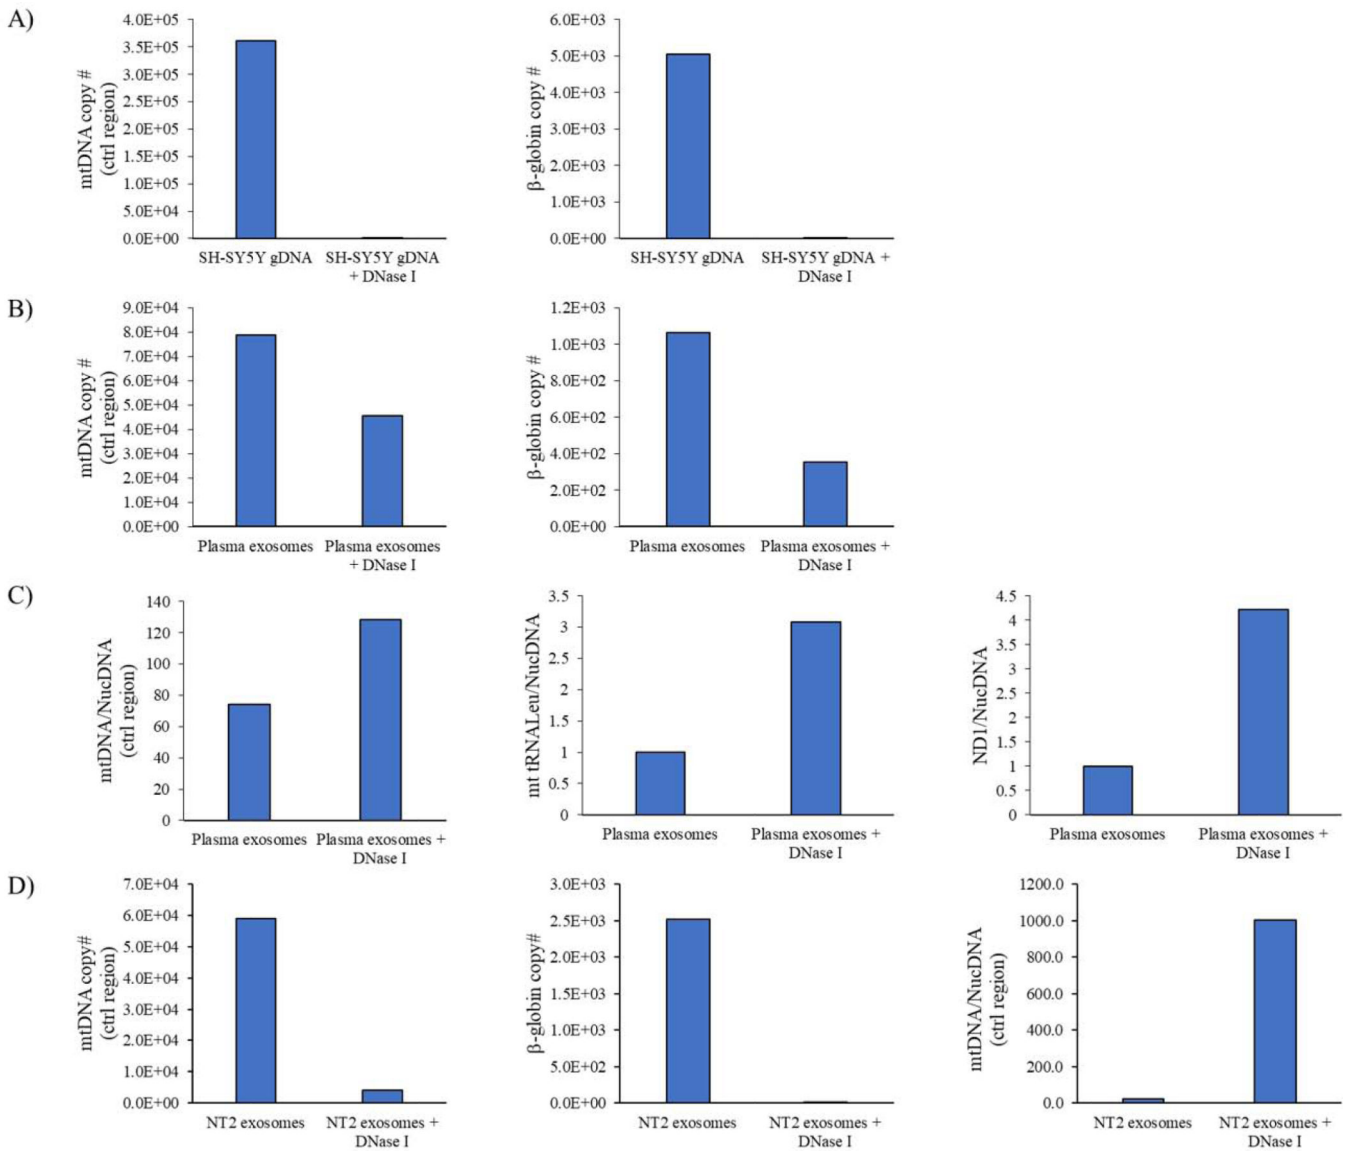 A)
mtDNA copy #
(ctrl region)
4.0E+05
3.5E+05
3.0E+05
2.5E+05
2.0E+05
1.5E+05
1.0E+05
5.0E+04
0.0E+00
SH-SY5Y gDNA
SH-SY5Y gDNA
+ DNase I
β-globin copy #
6.0E+03
5.0E+03
4.0E+03
3.0E+03
2.0E+03
1.0E+03
0.0E+00
SH-SY5Y gDNA
SH-SY5Y gDNA +
DNase I
B)
mtDNA copy #
(ctrl region)
9.0E+04
8.0E+04
7.0E+04
6.0E+04
5.0E+04
4.0E+04
3.0E+04
2.0E+04
1.0E+04
0.0E+00
Plasma exosomes
Plasma exosomes
+ DNase I
β-globin copy #
1.2E+03
1.0E+03
8.0E+02
6.0E+02
4.0E+02
2.0E+02
0.0E+00
Plasma exosomes
Plasma exosomes +
DNase I
C)
mtDNA/NucDNA
(ctrl region)
140
120
100
80
60
40
20
0
Plasma exosomes
Plasma exosomes +
DNase I
mt tRNALeu/NucDNA
3.5
3
2.5
2
1.5
1
0.5
0
Plasma exosomes
Plasma exosomes +
DNase I
ND1/NucDNA
4.5
4
3.5
3
2.5
2
1.5
1
0.5
0
Plasma exosomes
Plasma exosomes +
DNase I
D)
mtDNA copy#
(ctrl region)
7.0E+04
6.0E+04
5.0E+04
4.0E+04
3.0E+04
2.0E+04
1.0E+04
0.0E+00
NT2 exosomes
NT2 exosomes +
DNase I
β-globin copy#
3.0E+03
2.5E+03
2.0E+03
1.5E+03
1.0E+03
5.0E+02
0.0E+00
NT2 exosomes
NT2 exosomes +
DNase I
mtDNA/NucDNA
(ctrl region)
1200.0
1000.0
800.0
600.0
400.0
200.0
0.0
NT2 exosomes
NT2 exosomes +
DNase I